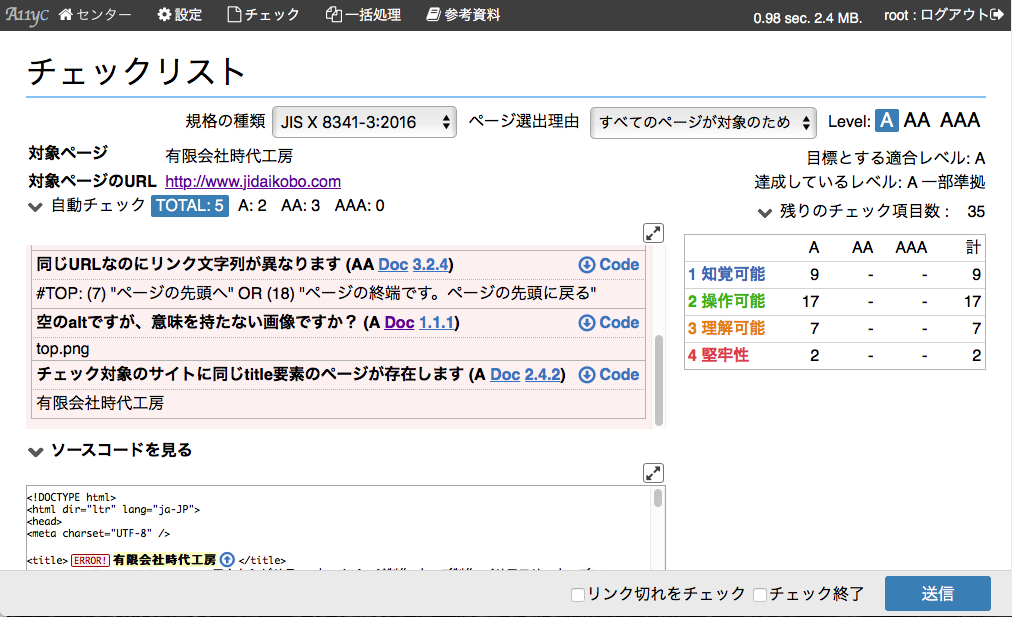 A11yc センター 設定 チェック 一括処理 参考資料 0.98 sec. 2.4 MB. root : ログアウト
チェックリスト
規格の種類 JIS X 8341-3:2016 ページ選出理由 すべてのページが対象のため Level: A AA AAA
対象ページ 有限会社時代工房
目標とする適合レベル: A
対象ページのURL http://www.jidaikobo.com
達成しているレベル: A 一部準拠
自動チェック TOTAL: 5 A: 2 AA: 3 AAA: 0
残りのチェック項目数： 35
同じURLなのにリンク文字列が異なります (AA Doc 3.2.4) Code
#TOP: (7) "ページの先頭へ" OR (18) "ページの終端です。ページの先頭に戻る"
空のaltですが、意味を持たない画像ですか？ (A Doc 1.1.1) Code
top.png
チェック対象のサイトに同じtitle要素のページが存在します (A Doc 2.4.2) Code
有限会社時代工房
A AA AAA 計
1 知覚可能 9 - - 9
2 操作可能 17 - - 17
3 理解可能 7 - - 7
4 堅牢性 2 - - 2
ソースコードを見る
<!DOCTYPE html>
<html dir="ltr" lang="ja-JP">
<head>
<meta charset="UTF-8" />
<title> ERROR! 有限会社時代工房 </title>
リンク切れをチェック チェック終了 送信